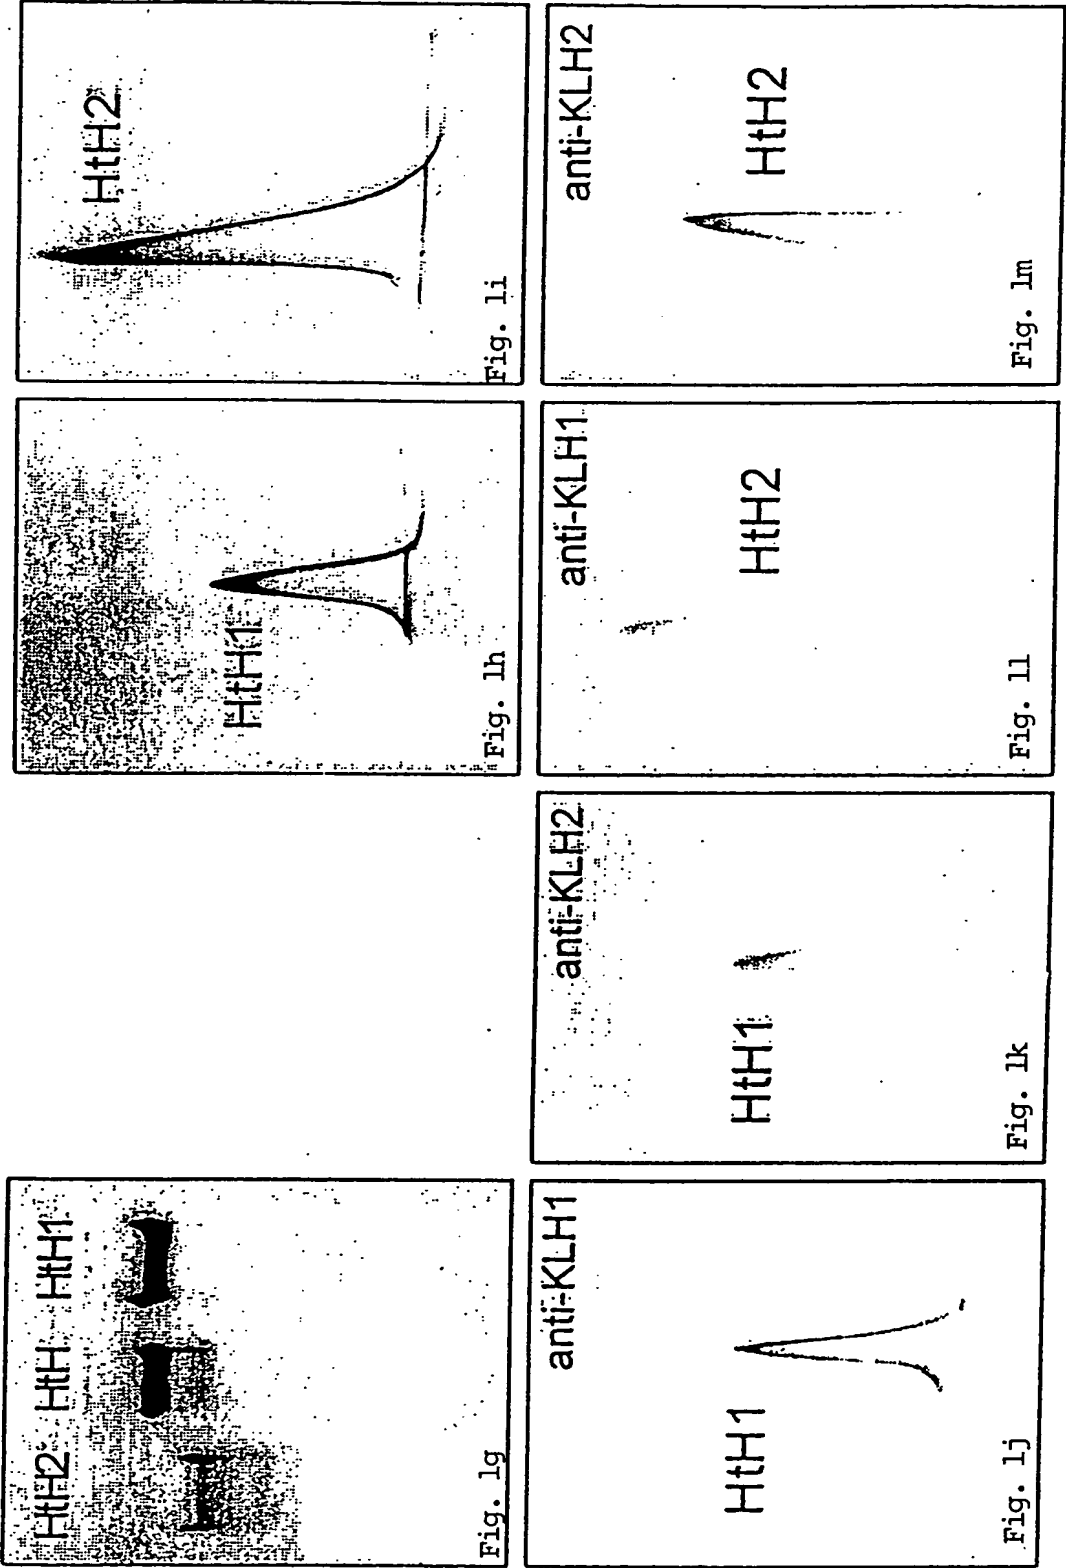 HtH2 HtH HtH1
Fig. 1g
HtH1
Fig. 1h
HtH2
Fig. 1i
anti-KLH1
HtH1
Fig. 1j
anti-KLH2
HtH1
Fig. 1k
anti-KLH1
HtH2
Fig. 1l
anti-KLH2
HtH2
Fig. 1m